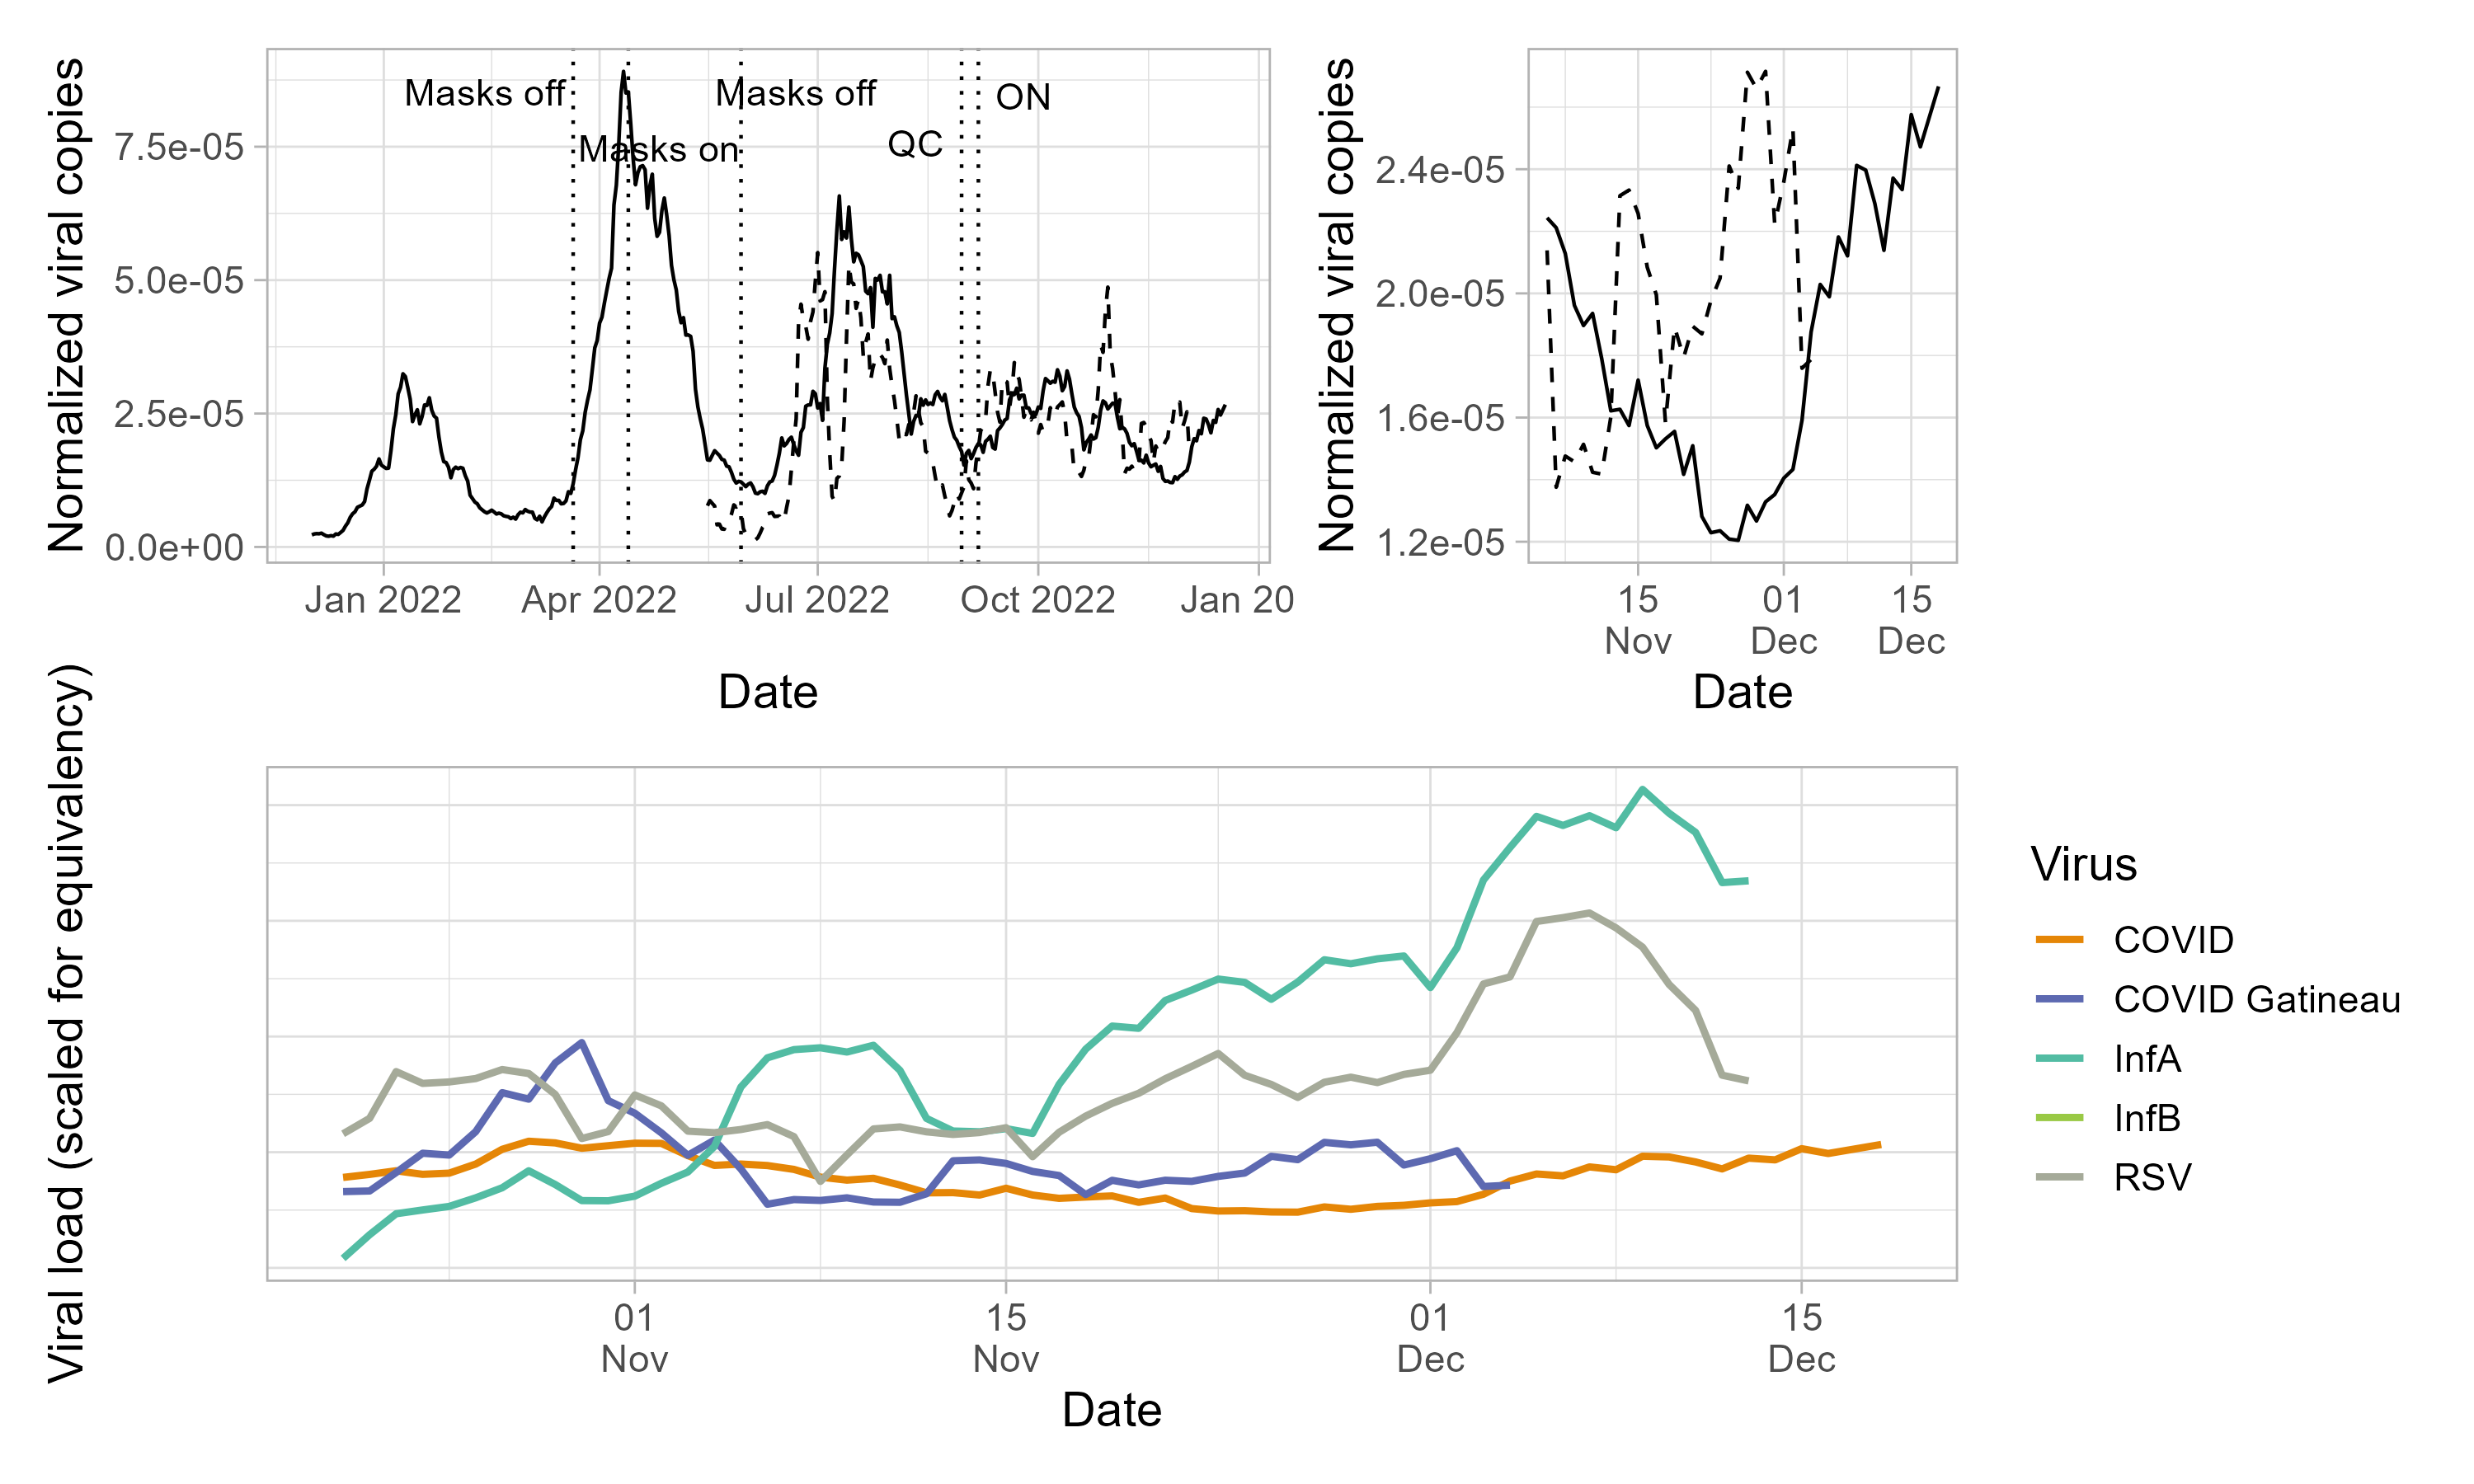 Normalized viral copies
7.5e-05
5.0e-05
2.5e-05
0.0e+00
Masks off
Masks on
Masks off
QC
ON
Jan 2022
Apr 2022
Jul 2022
Oct 2022
Jan 20
Date
Normalized viral copies
2.4e-05
2.0e-05
1.6e-05
1.2e-05
15
Nov
01
Dec
15
Dec
Date
Viral load (scaled for equivalency)
01
Nov
15
Nov
01
Dec
15
Dec
Date
Virus
COVID
COVID Gatineau
InfA
InfB
RSV